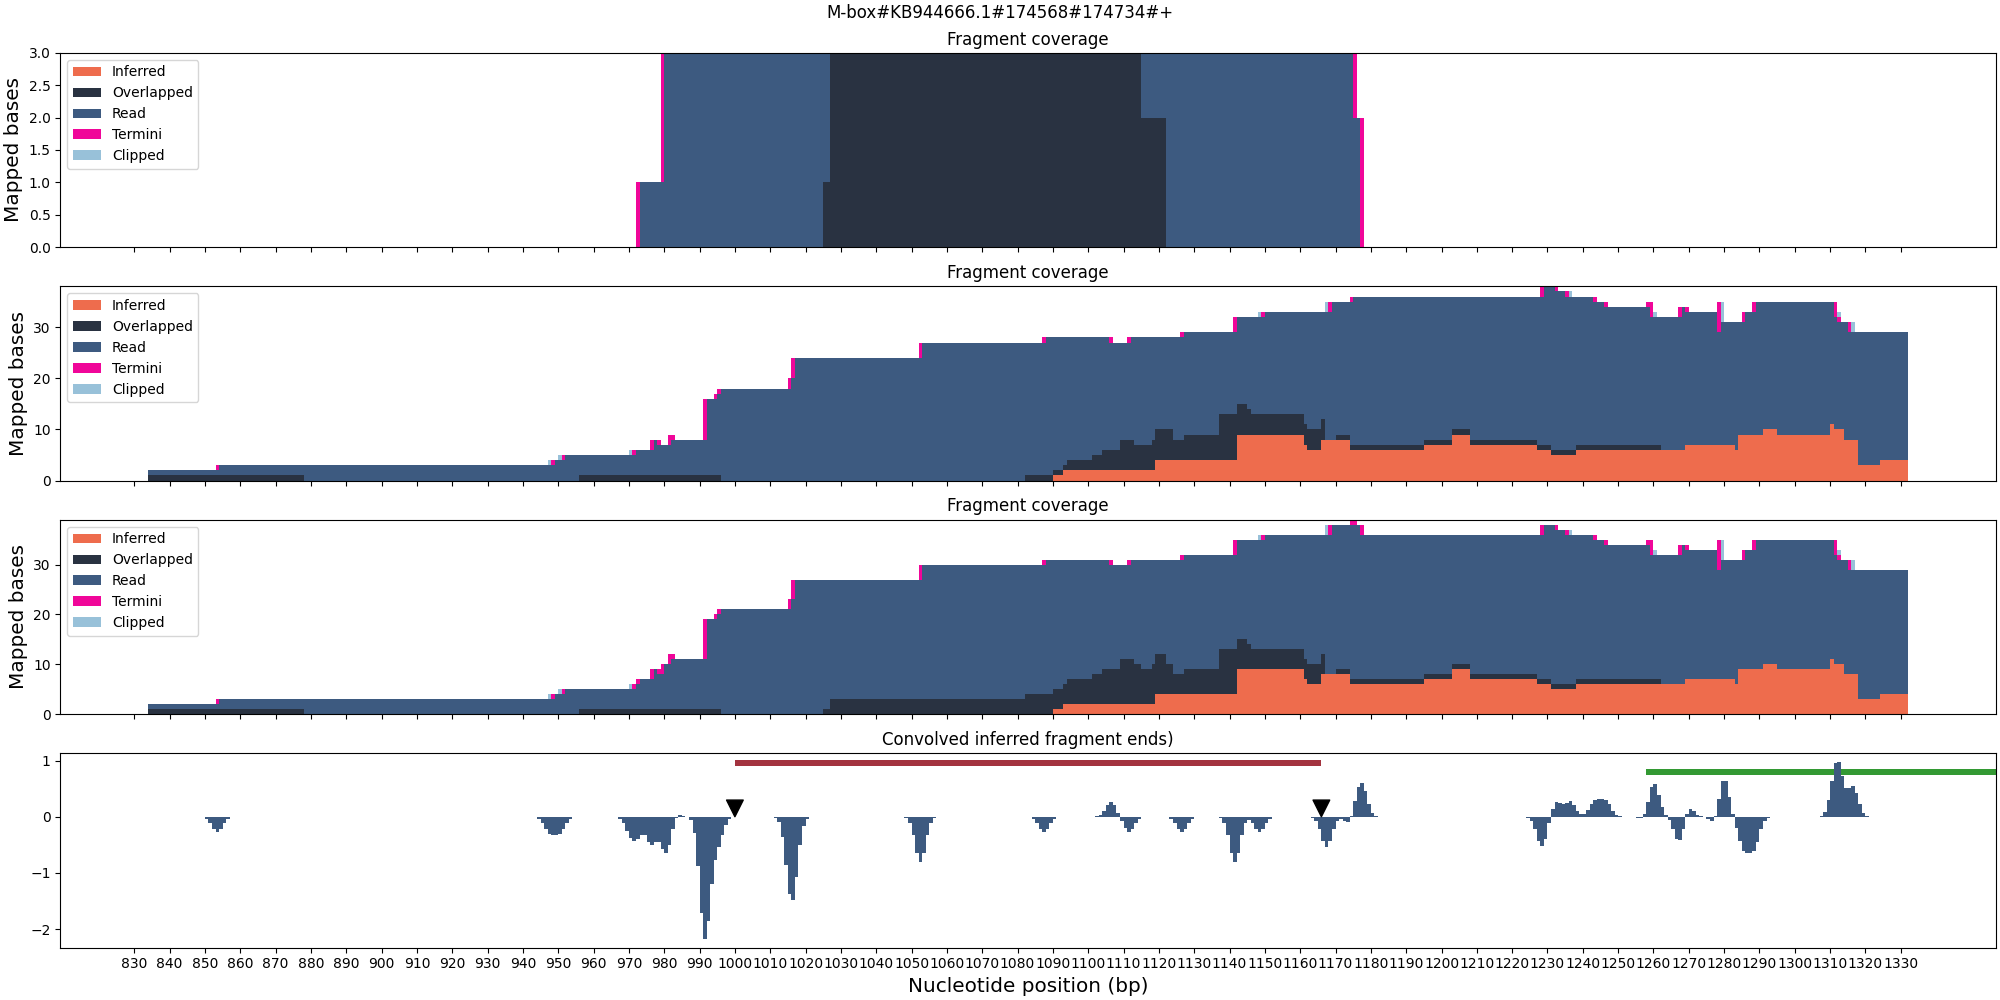 M-box#KB944666.1#174568#174734#+
Fragment coverage
Mapped bases
3.0
2.5
2.0
1.5
1.0
0.5
0.0
Inferred
Overlapped
Read
Termini
Clipped
Fragment coverage
Mapped bases
30
20
10
0
Inferred
Overlapped
Read
Termini
Clipped
Fragment coverage
Mapped bases
30
20
10
0
Inferred
Overlapped
Read
Termini
Clipped
Convolved inferred fragment ends)
1
0
−1
−2
830 840 850 860 870 880 890 900 910 920 930 940 950 960 970 980 990 1000 1010 1020 1030 1040 1050 1060 1070 1080 1090 1100 1110 1120 1130 1140 1150 1160 1170 1180 1190 1200 1210 1220 1230 1240 1250 1260 1270 1280 1290 1300 1310 1320 1330
Nucleotide position (bp)